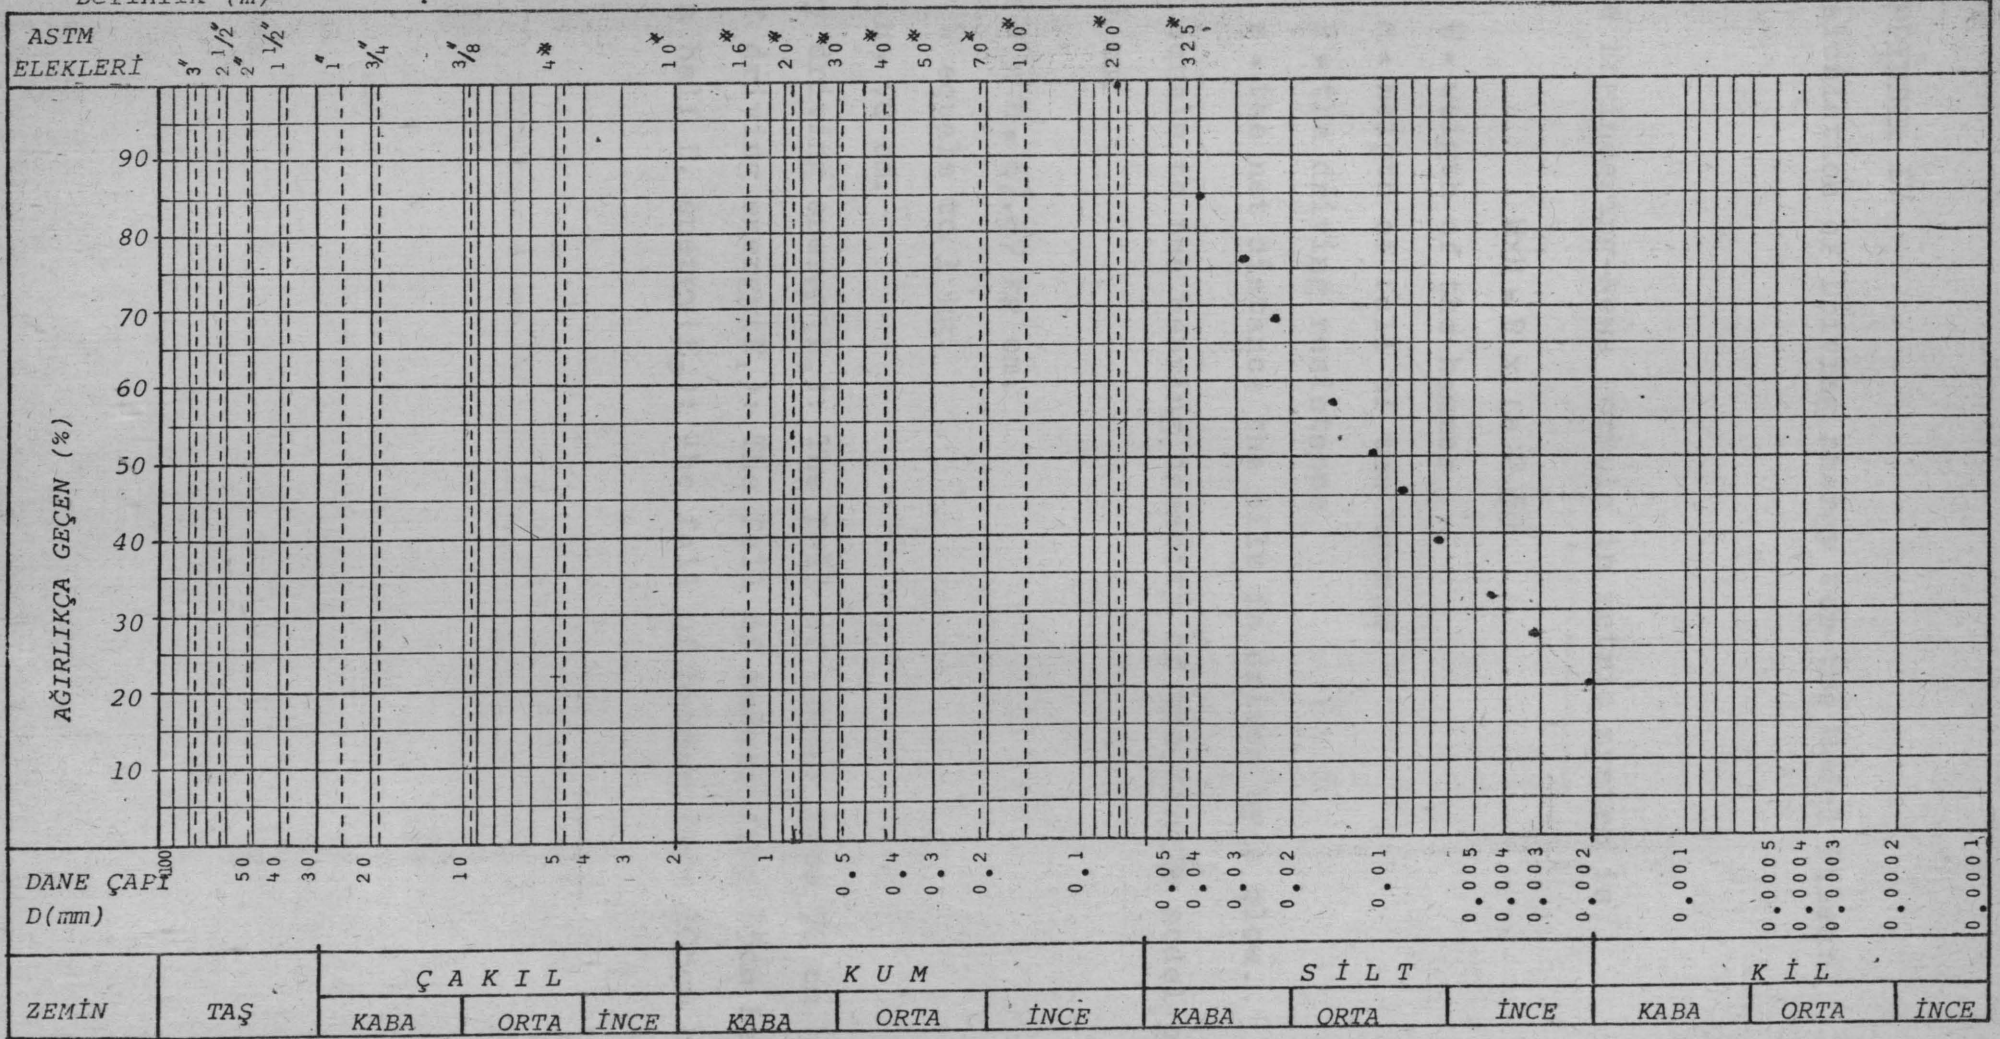 Derinlik (m) :
ASTM ELEKLERİ
3" 2 1/2" 2" 1 1/2" 1" 3/4" 3/8" 4* 10* 16* 20* 30* 40* 50* 70* 100* 200* 325*
AĞIRLIKÇA GEÇEN (%)
90
80
70
60
50
40
30
20
10
DANE ÇAPI
D(mm)
100 50 40 30 20 10 5 4 3 2 1 0.5 0.4 0.3 0.2 0.1 0.05 0.04 0.03 0.02 0.01 0.005 0.004 0.003 0.002 0.001 0.0005 0.0004 0.0003 0.0002 0.0001
ZEMİN TAŞ ÇAKIL KUM SİLT KİL
KABA ORTA İNCE KABA ORTA İNCE KABA ORTA İNCE KABA ORTA İNCE